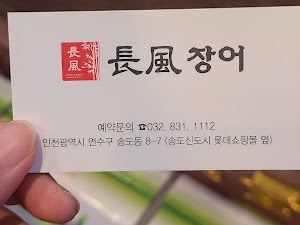 長風
長風 장어
예약문의 ☎032. 831. 1112
인천광역시 연수구 송도동 8-7 (송도신도시 롯데쇼핑몰 옆)